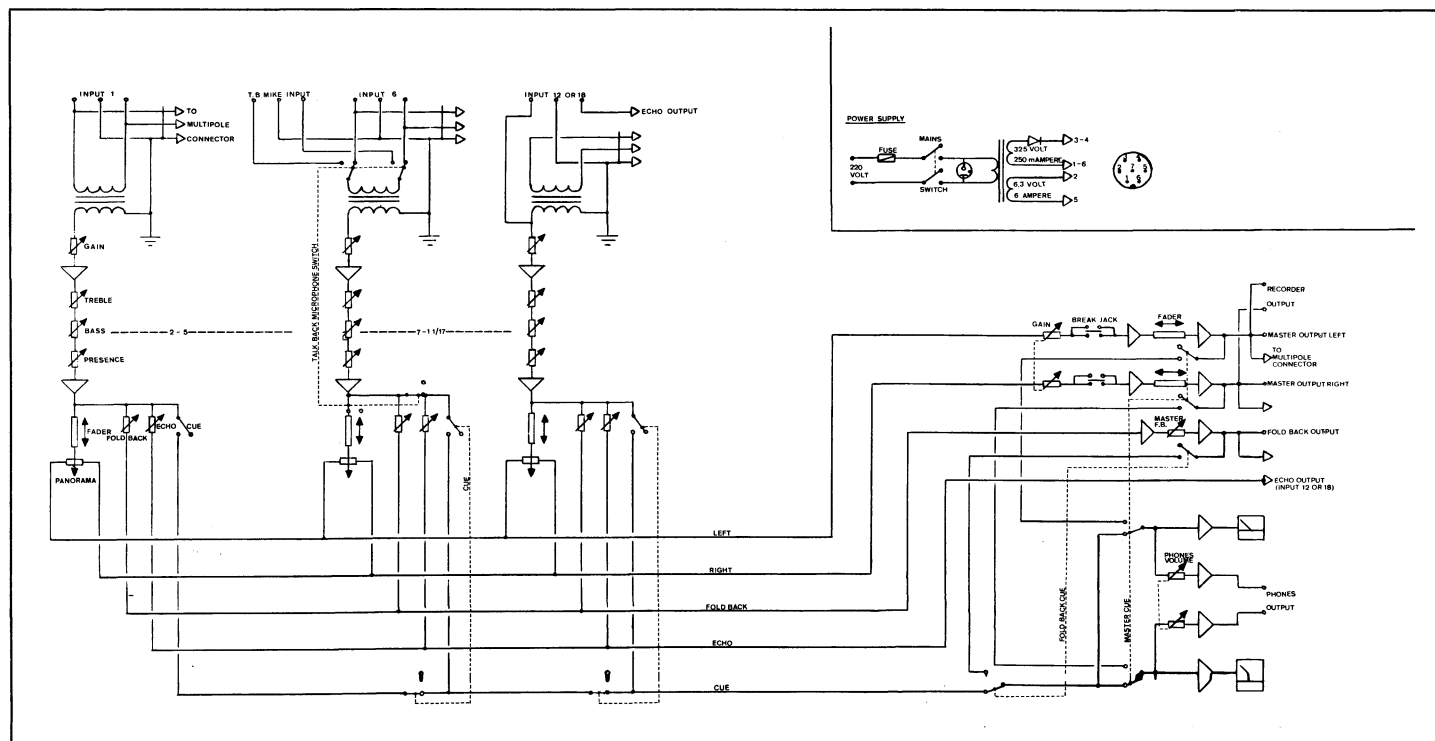 INPUT 1
TO
MULTIPOLE
CONNECTOR
T.B. MIKE INPUT
INPUT 6
INPUT 12 OR 18
ECHO OUTPUT
POWER SUPPLY
FUSE
MAINS
220
VOLT
SWITCH
325 VOLT
250 mAMPERE
6,3 VOLT
6 AMPERE
3-4
1-6
2
5
2 7 5
1 6
GAIN
TREBLE
BASS
PRESENCE
2 - 5
7-11/17
TALK BACK MICROPHONE SWITCH
FADER
FOLD BACK
ECHO
CUE
PANORAMA
CUE
LEFT
RIGHT
FOLD BACK
ECHO
CUE
GAIN
BREAK JACK
FADER
RECORDER
OUTPUT
MASTER OUTPUT LEFT
TO
MULTIPOLE
CONNECTOR
MASTER OUTPUT RIGHT
MASTER
F.B.
FOLD BACK OUTPUT
ECHO OUTPUT
(INPUT 12 OR 18)
PHONES
VOLUME
PHONES
OUTPUT
FOLD BACK CUE
MASTER CUE